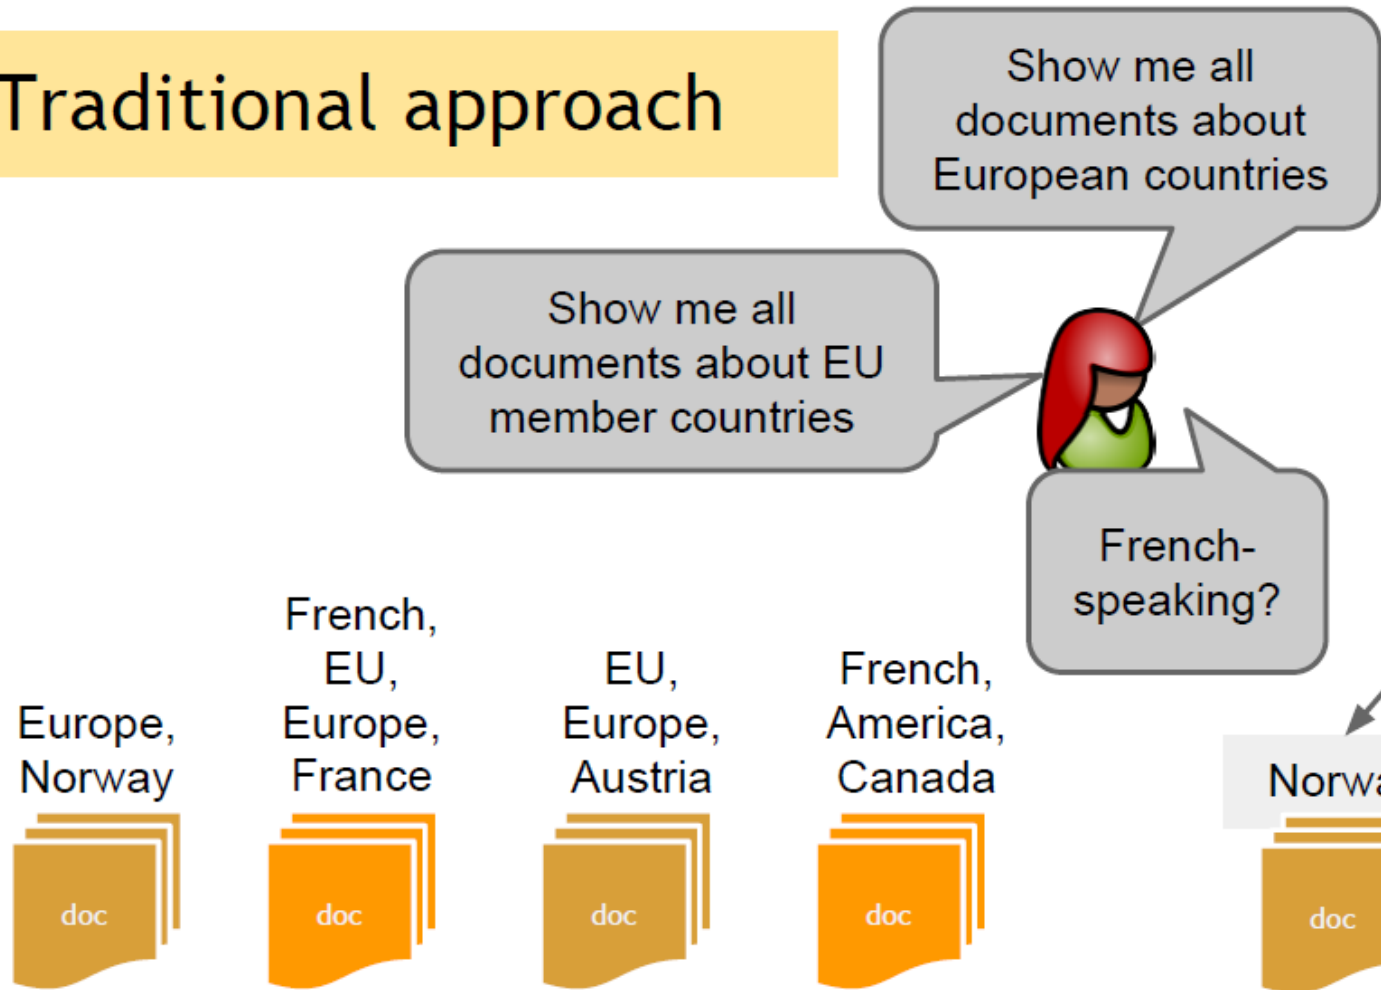 Traditional approach
Show me all
documents about
European countries
Show me all
documents about EU
member countries
French-
speaking?
Europe,
Norway
French,
EU,
Europe,
France
EU,
Europe,
Austria
French,
America,
Canada
doc
doc
doc
doc
doc